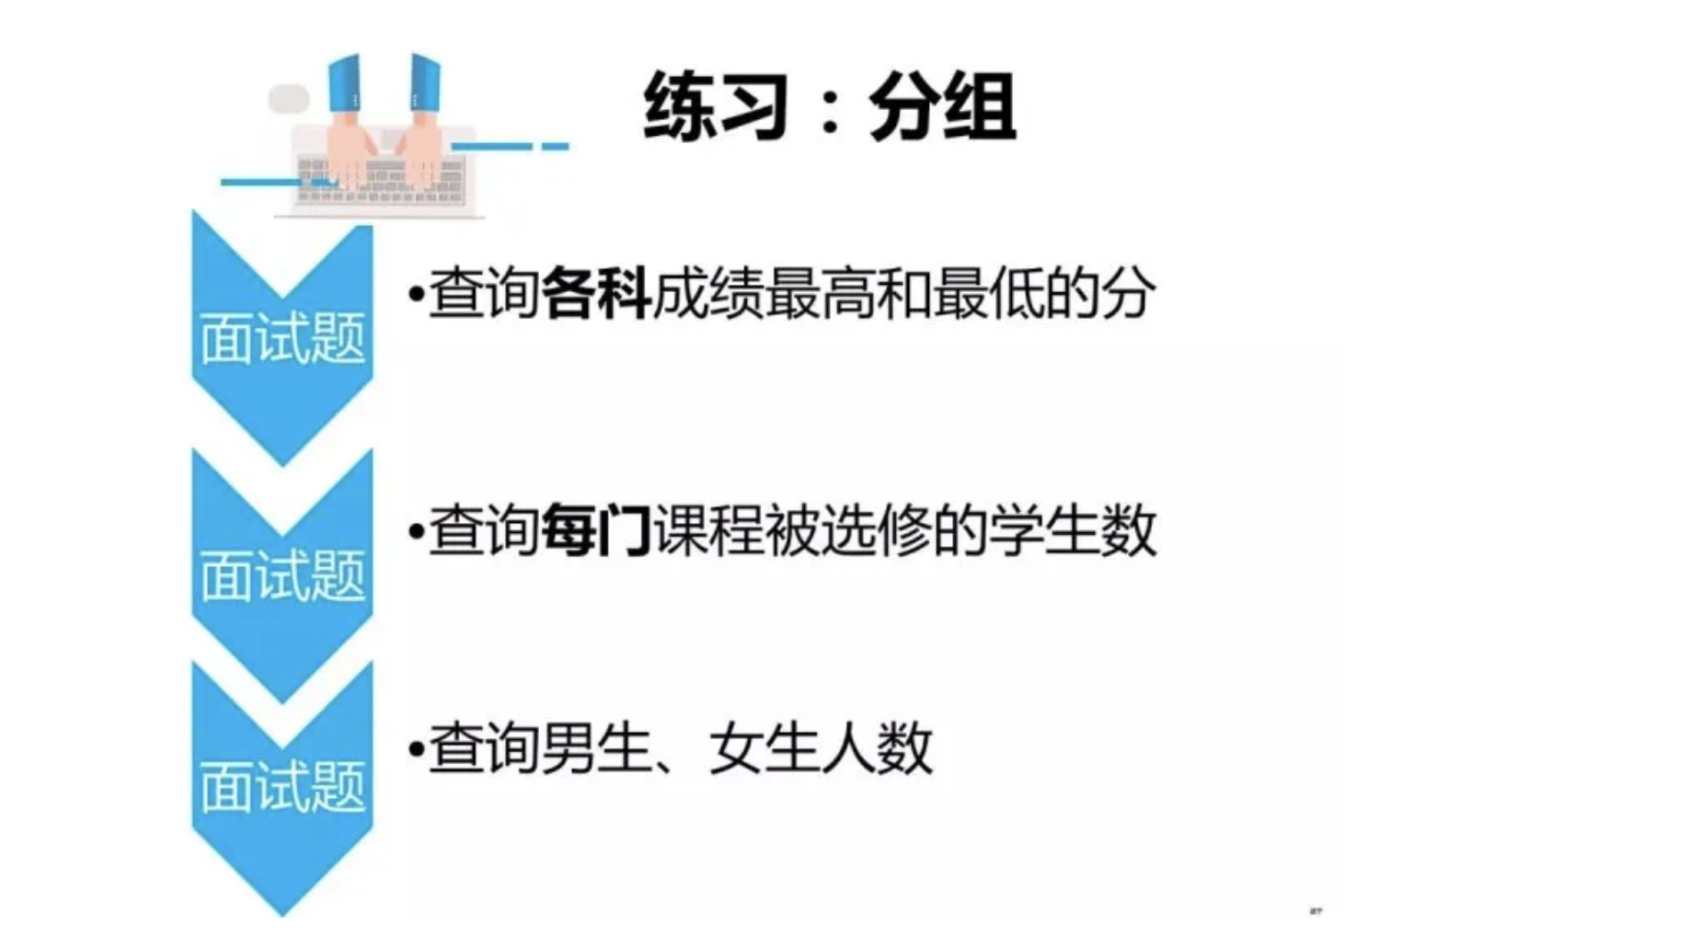 练习：分组
面试题
•查询各科成绩最高和最低的分
面试题
•查询每门课程被选修的学生数
面试题
•查询男生、女生人数